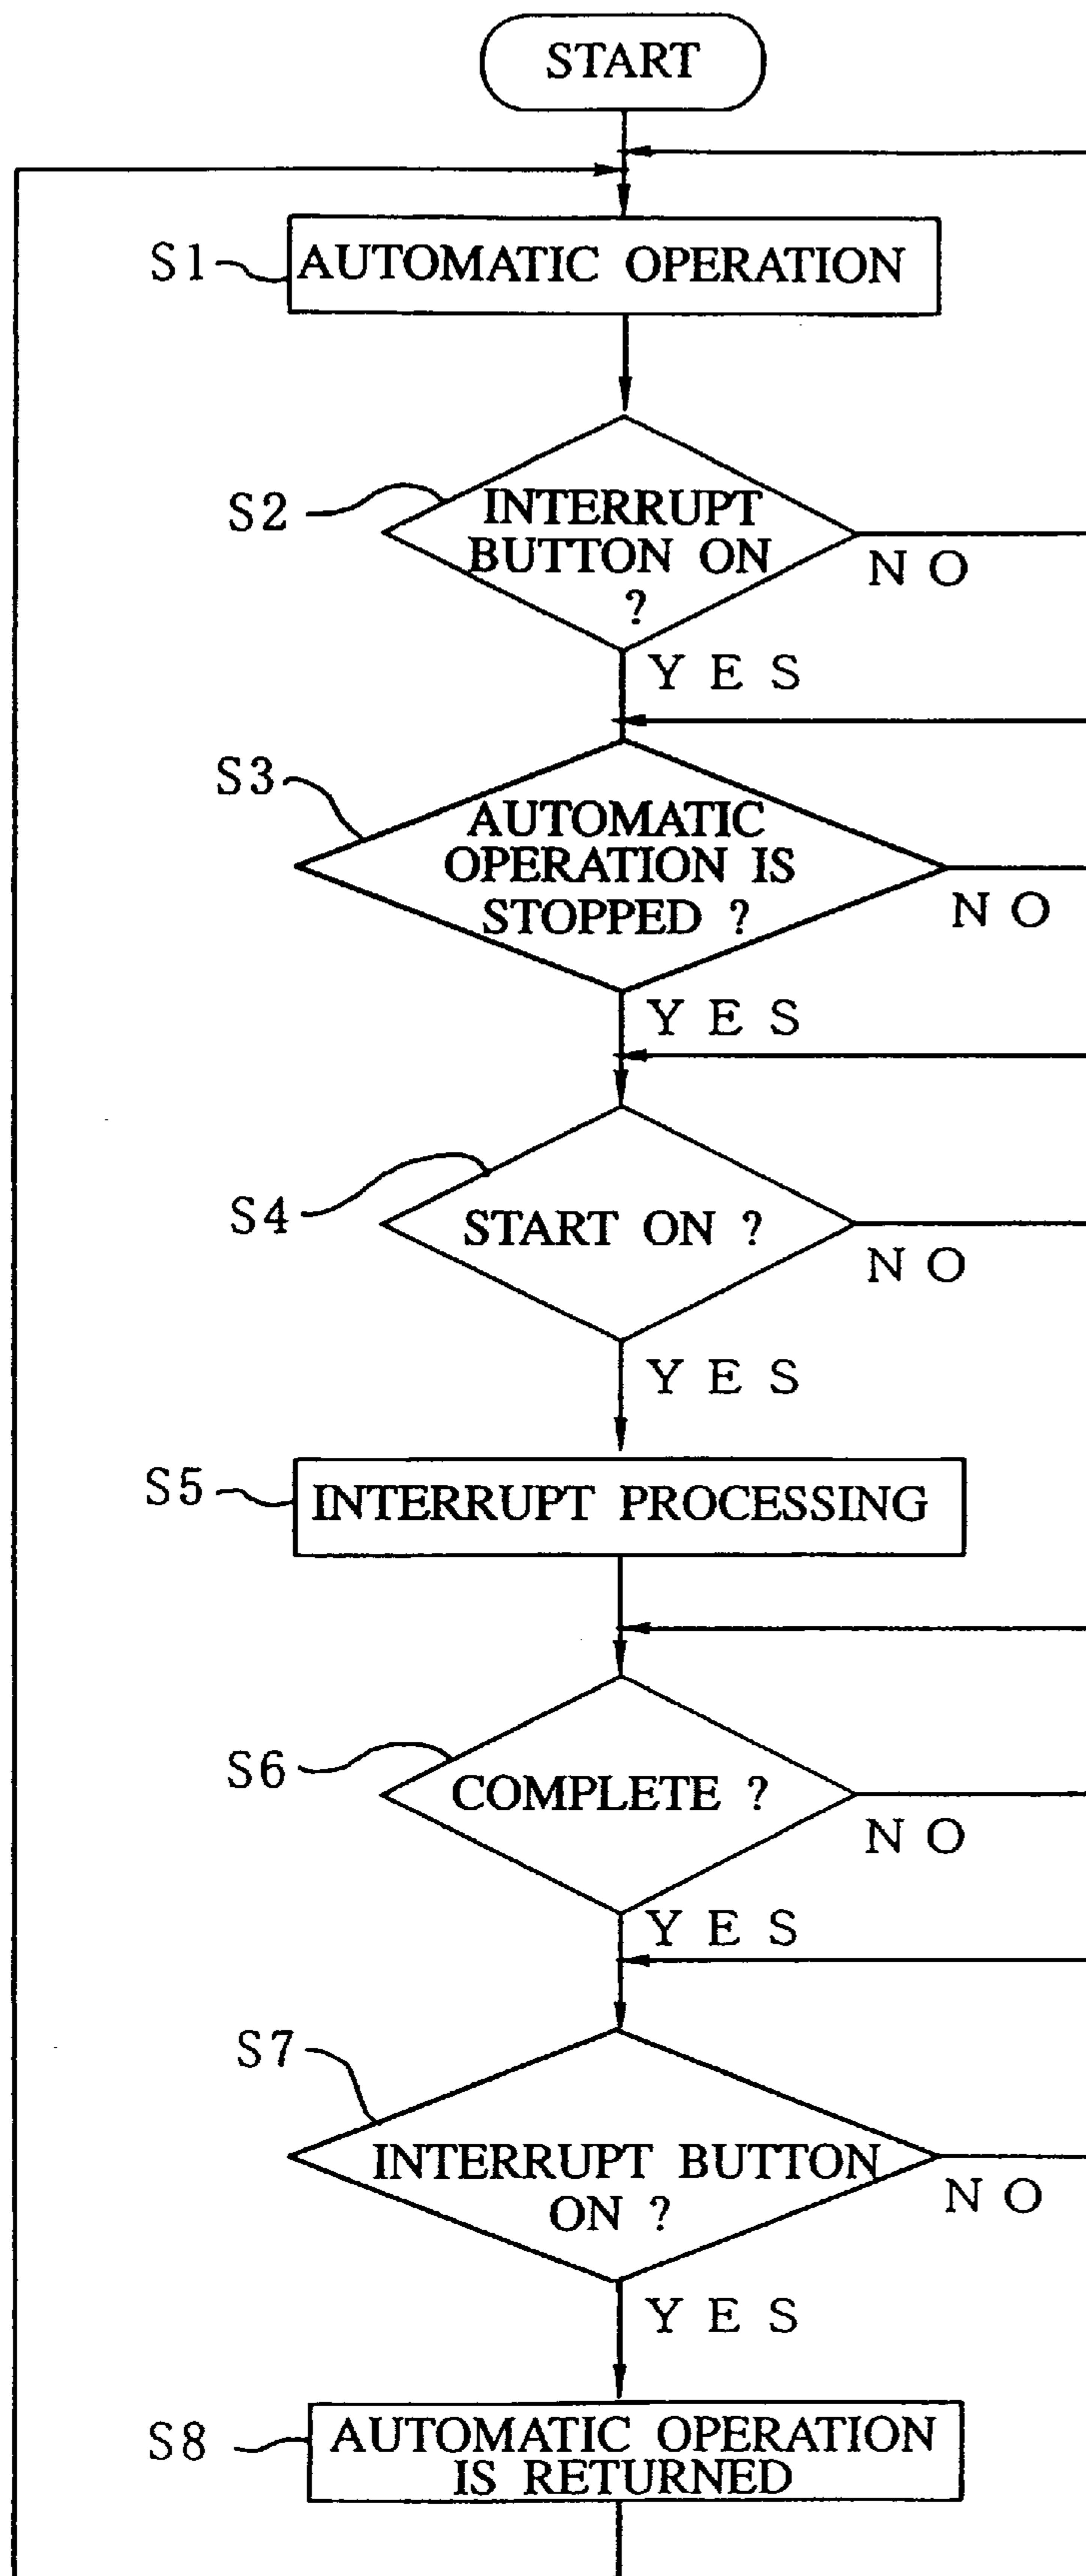 START
S1
AUTOMATIC OPERATION
S2
INTERRUPT
BUTTON ON
?
NO
YES
S3
AUTOMATIC
OPERATION IS
STOPPED ?
NO
YES
S4
START ON ?
NO
YES
S5
INTERRUPT PROCESSING
S6
COMPLETE ?
NO
YES
S7
INTERRUPT BUTTON
ON ?
NO
YES
S8
AUTOMATIC OPERATION
IS RETURNED